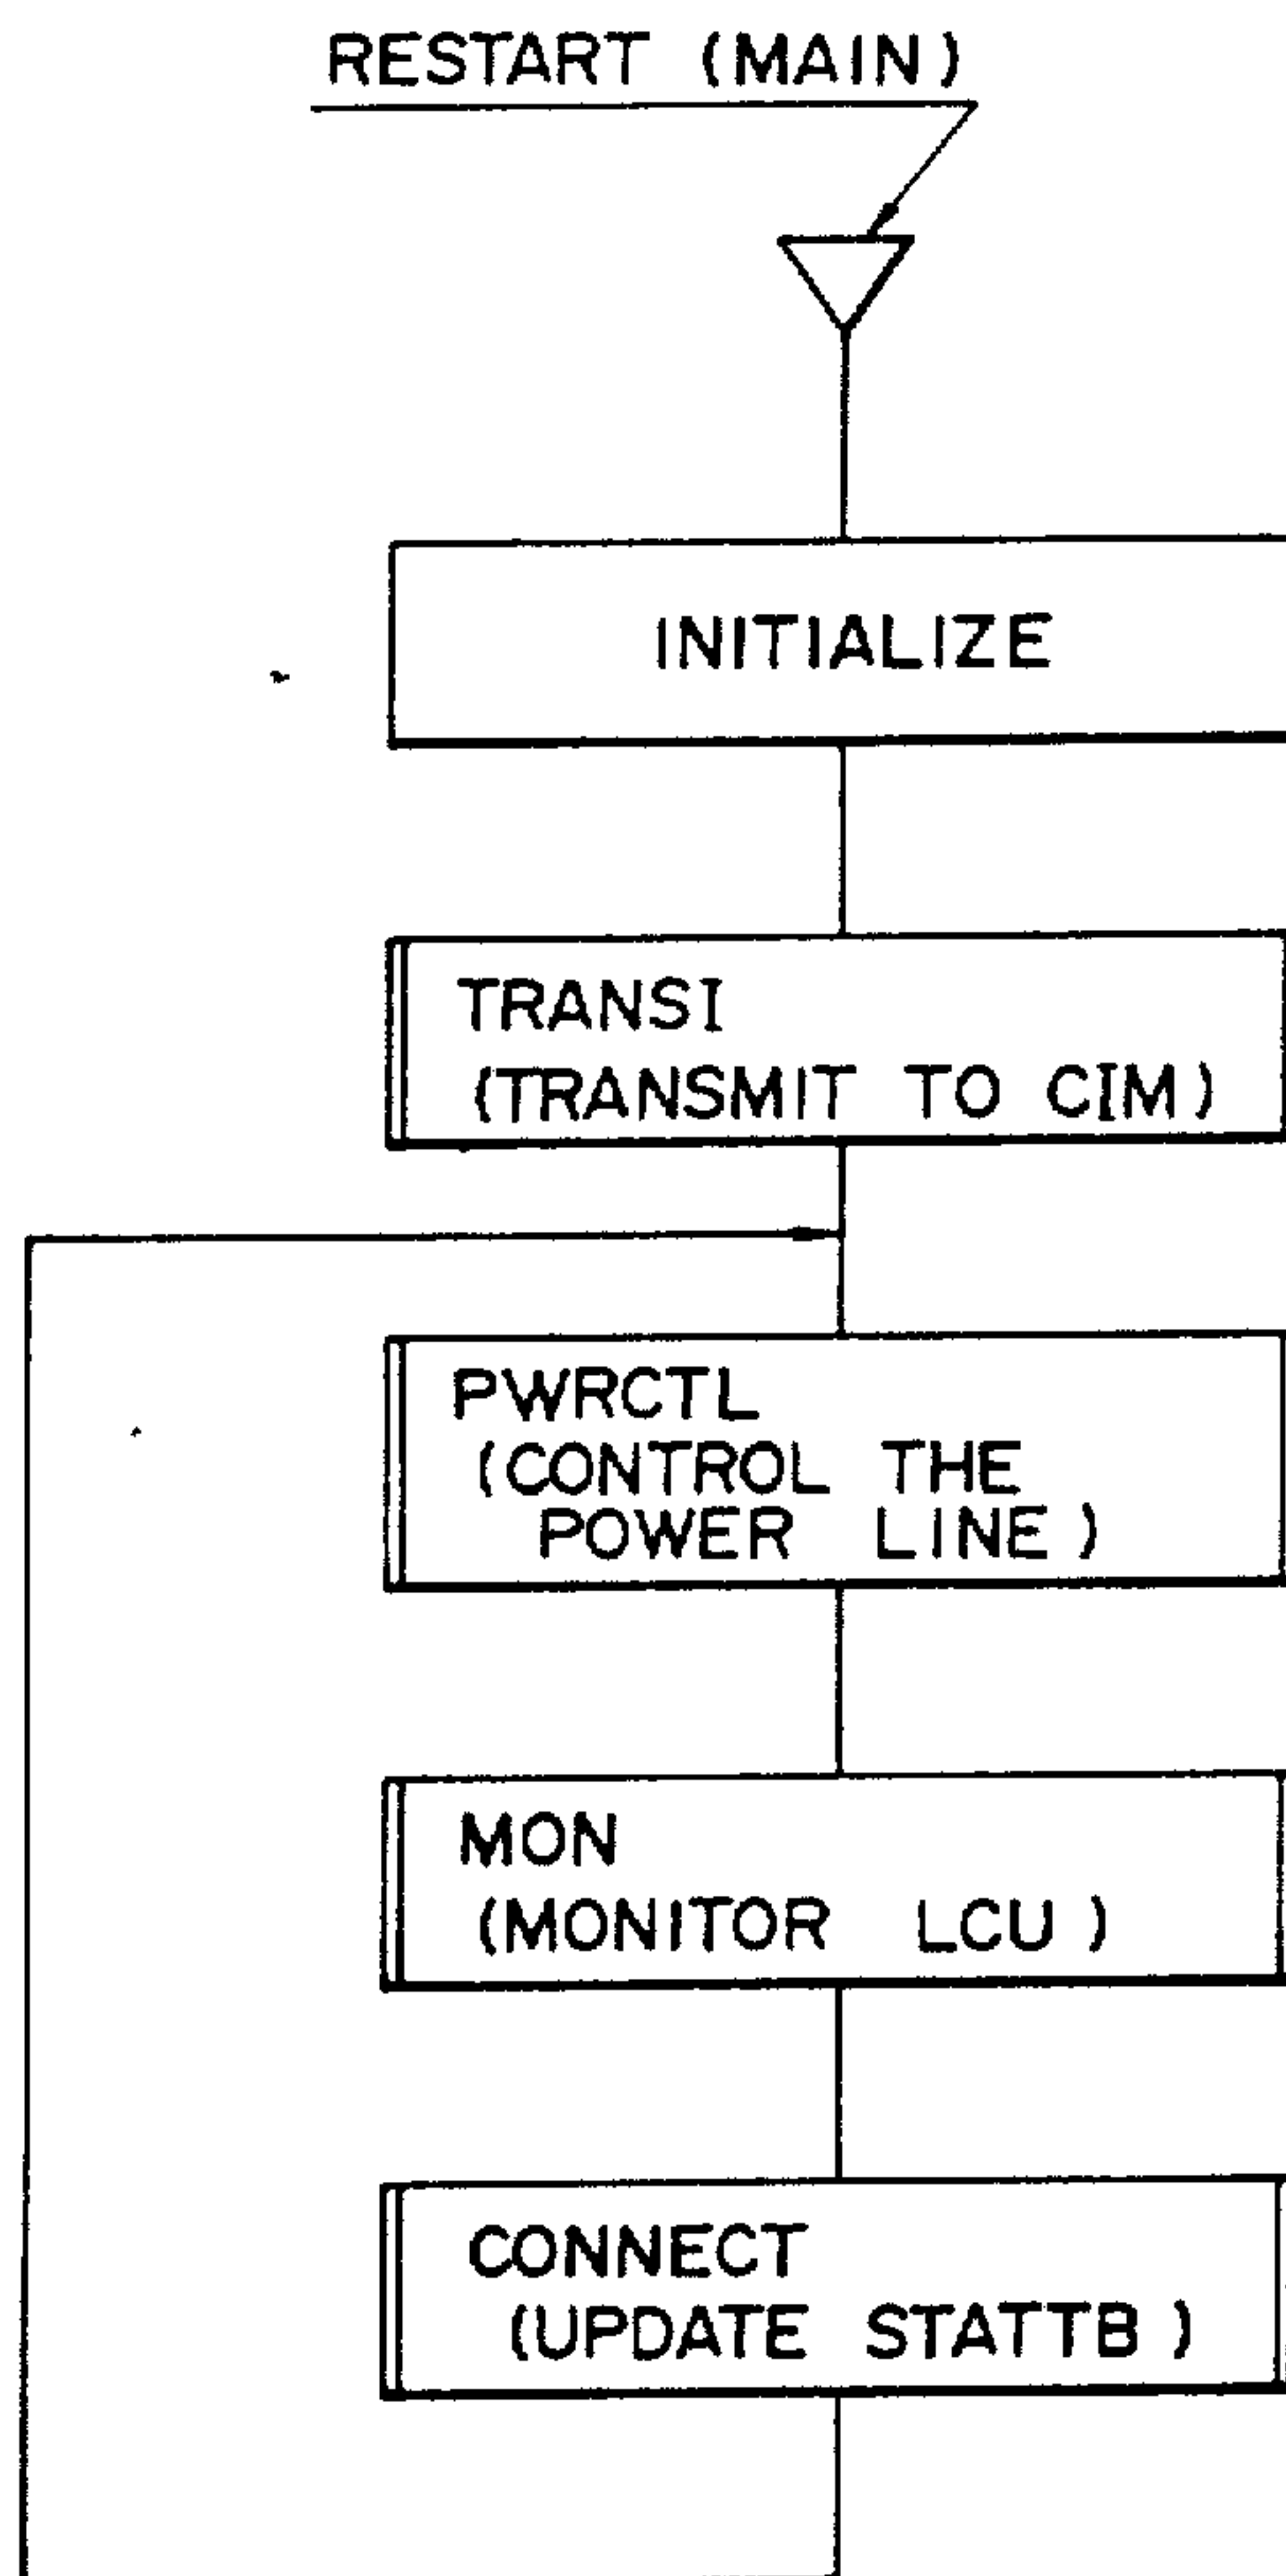 RESTART (MAIN)
INITIALIZE
TRANSI
(TRANSMIT TO CIM)
PWRCTL
(CONTROL THE
POWER LINE)
MON
(MONITOR LCU)
CONNECT
(UPDATE STATTB)